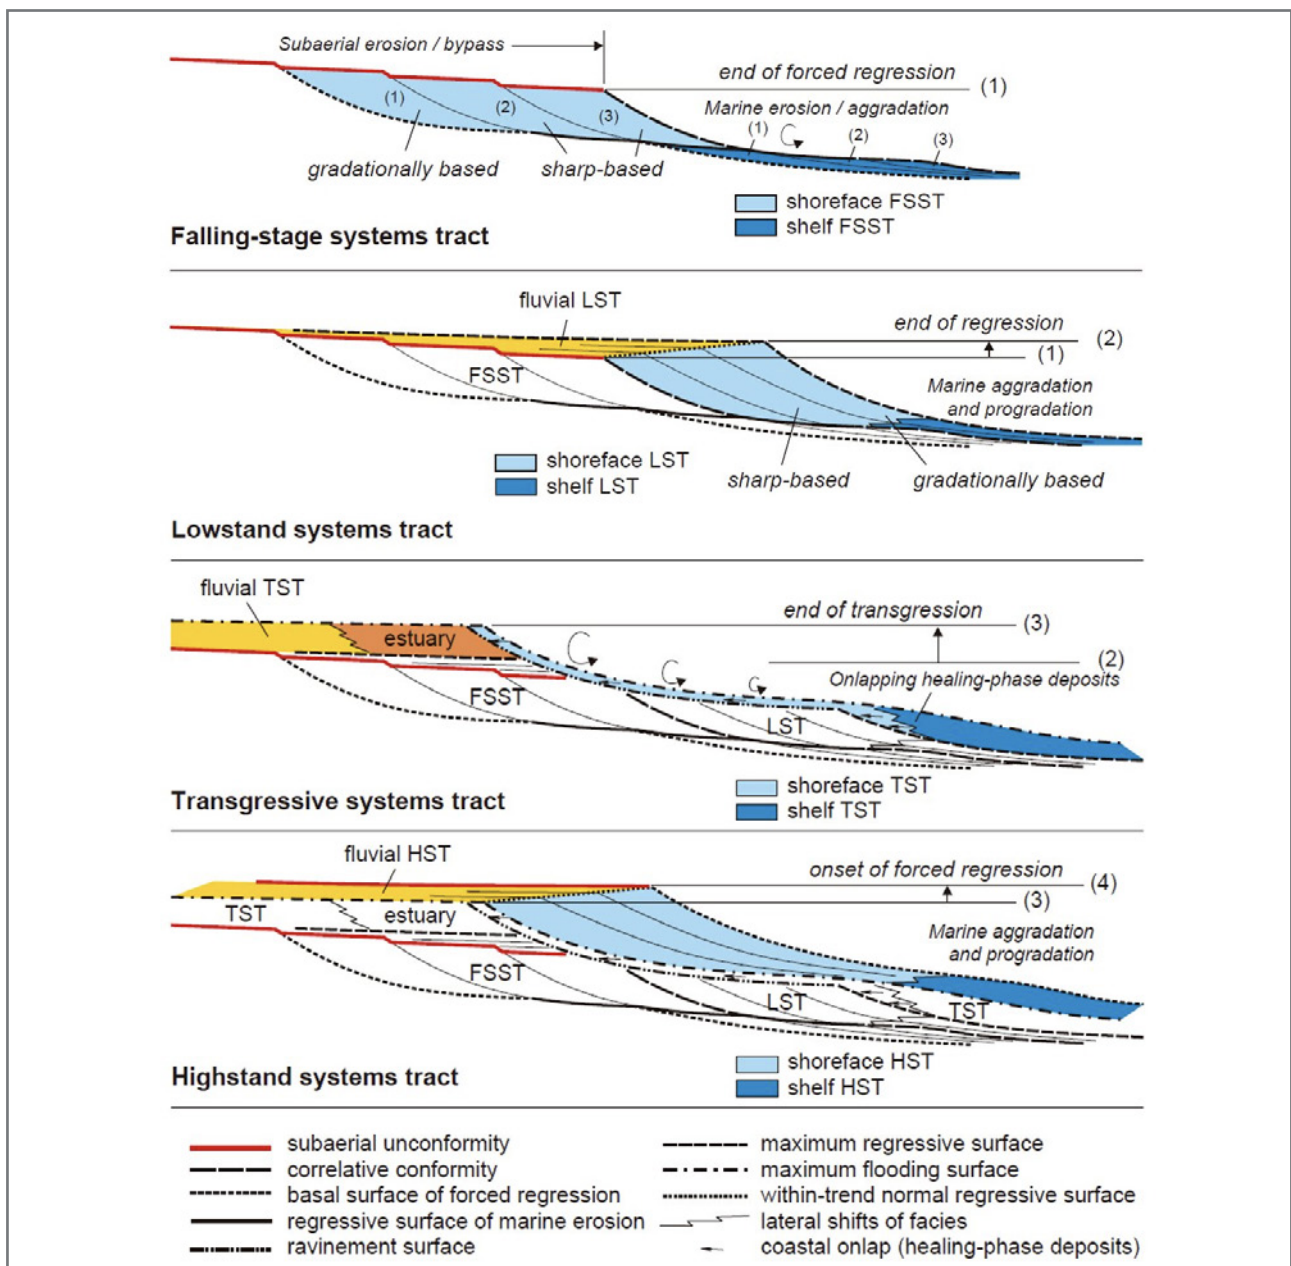 Subaerial erosion / bypass
end of forced regression
(1)
Marine erosion / aggradation
(1)
(2)
(3)
(1)
(2)
(3)
gradationally based
sharp-based
shoreface FSST
shelf FSST
Falling-stage systems tract
fluvial LST
end of regression
(2)
(1)
FSST
Marine aggradation
and progradation
shoreface LST
shelf LST
sharp-based
gradationally based
Lowstand systems tract
fluvial TST
end of transgression
(3)
estuary
(2)
Onlapping healing-phase deposits
FSST
LST
shoreface TST
shelf TST
Transgressive systems tract
fluvial HST
onset of forced regression
(4)
(3)
TST
estuary
Marine aggradation
and progradation
FSST
LST
TST
shoreface HST
shelf HST
Highstand systems tract
subaerial unconformity
correlative conformity
basal surface of forced regression
regressive surface of marine erosion
ravinement surface
maximum regressive surface
maximum flooding surface
within-trend normal regressive surface
lateral shifts of facies
coastal onlap (healing-phase deposits)